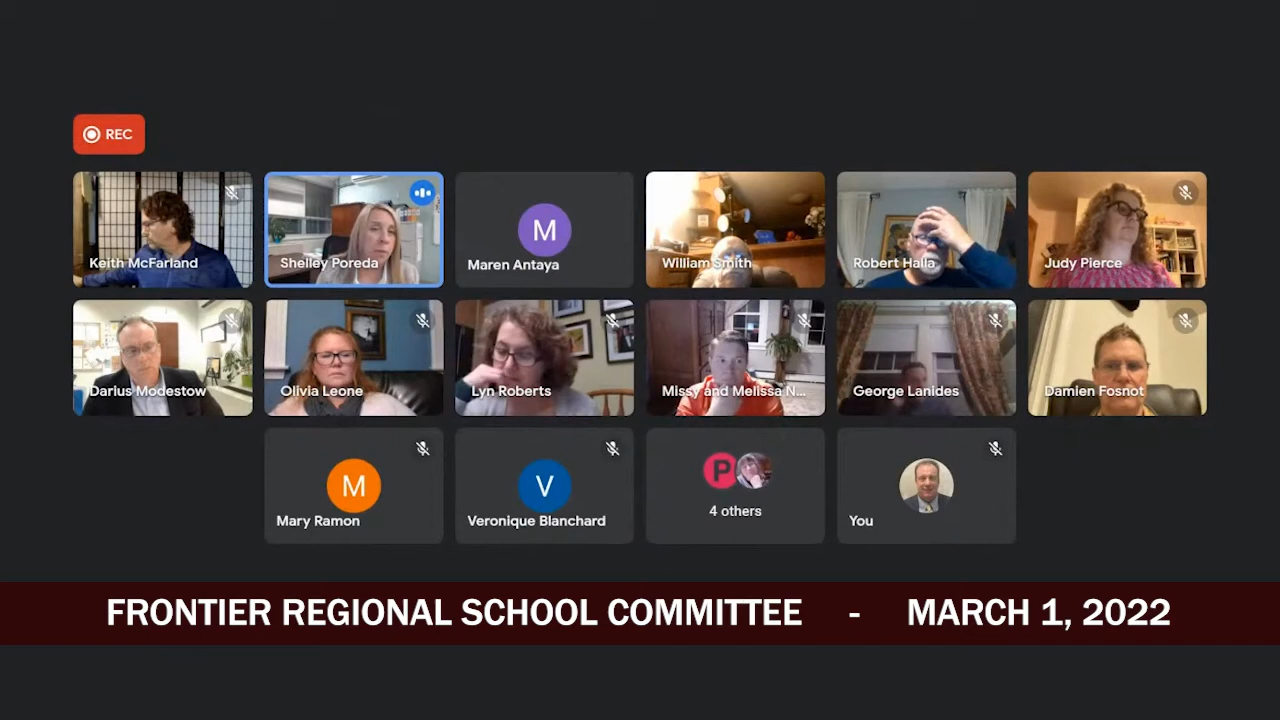 REC
Keith McFarland
Shelley Poreda
M
Maren Antaya
William Smith
Robert Halla
Judy Pierce
Darius Modestow
Olivia Leone
Lyn Roberts
Missy and Melissa N...
George Lanides
Damien Fosnot
M
Mary Ramon
V
Veronique Blanchard
P
4 others
You
FRONTIER REGIONAL SCHOOL COMMITTEE - MARCH 1, 2022